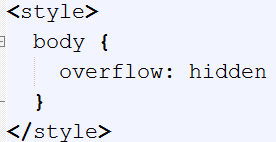 <style>
body {
overflow: hidden
}
</style>